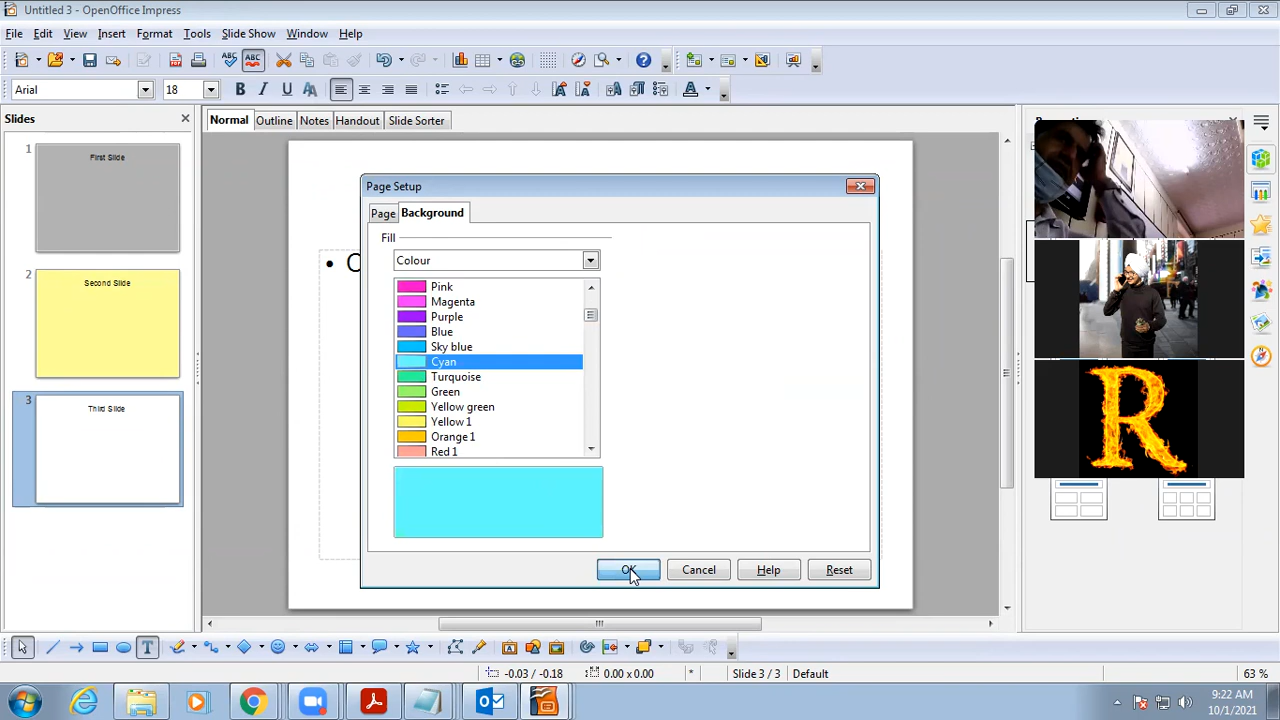 Untitled 3 - OpenOffice Impress
File Edit View Insert Format Tools Slide Show Window Help
Arial 18
Slides
Normal Outline Notes Handout Slide Sorter
1
First Slide
2
Second Slide
3
Third Slide
Page Setup
Page Background
Fill
Colour
Pink
Magenta
Purple
Blue
Sky blue
Cyan
Turquoise
Green
Yellow green
Yellow 1
Orange 1
Red 1
OK Cancel Help Reset
R
-0.03 / -0.18 0.00 x 0.00 * Slide 3 / 3 Default 63 %
9:22 AM
10/1/2021